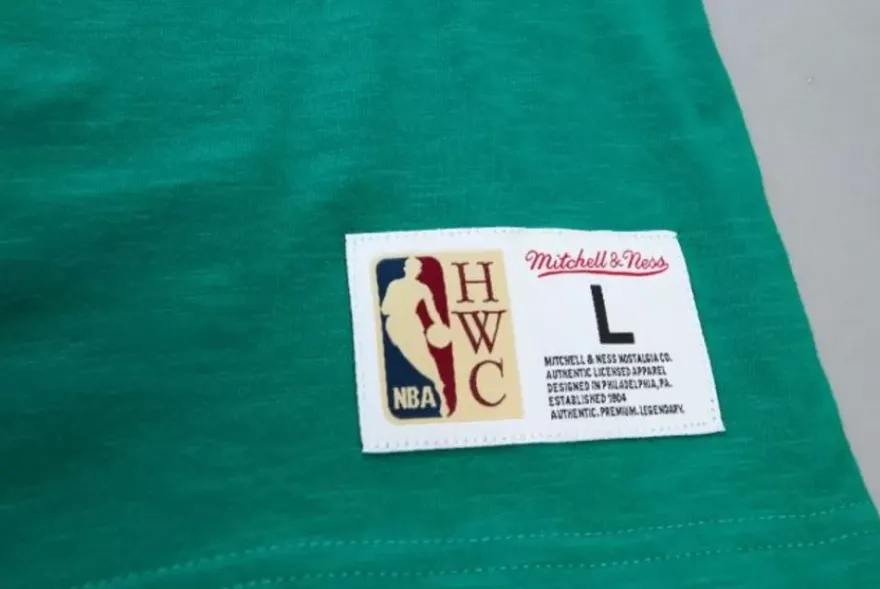 NBA
H
W
C
Mitchell & Ness
L
MITCHELL & NESS NOSTALGIA CO.
AUTHENTIC LICENSED APPAREL
DESIGNED IN PHILADELPHIA, PA.
ESTABLISHED 1904
AUTHENTIC. PREMIUM. LEGENDARY.